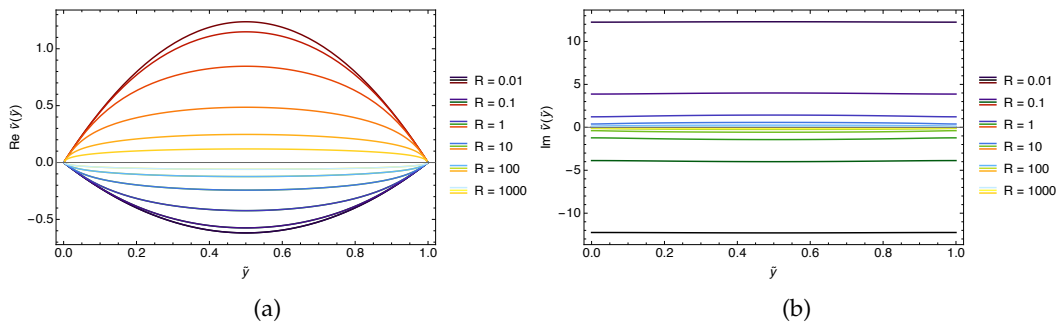 Re ṽ(ỹ)
1.0
0.5
0.0
−0.5
0.0
0.2
0.4
0.6
0.8
1.0
ỹ
R = 0.01
R = 0.1
R = 1
R = 10
R = 100
R = 1000
(a)
Im ṽ(ỹ)
10
5
0
−5
−10
0.0
0.2
0.4
0.6
0.8
1.0
ỹ
R = 0.01
R = 0.1
R = 1
R = 10
R = 100
R = 1000
(b)